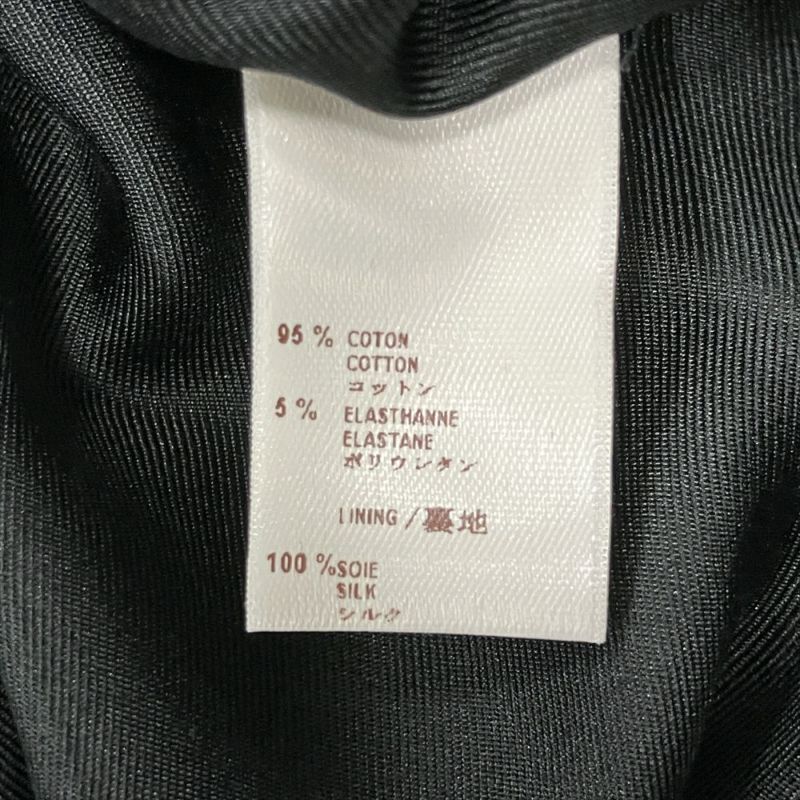 95 % COTON
COTTON
コットン
5 % ELASTHANNE
ELASTANE
ポリウレタン
LINING / 裏地
100 % SOIE
SILK
シルク